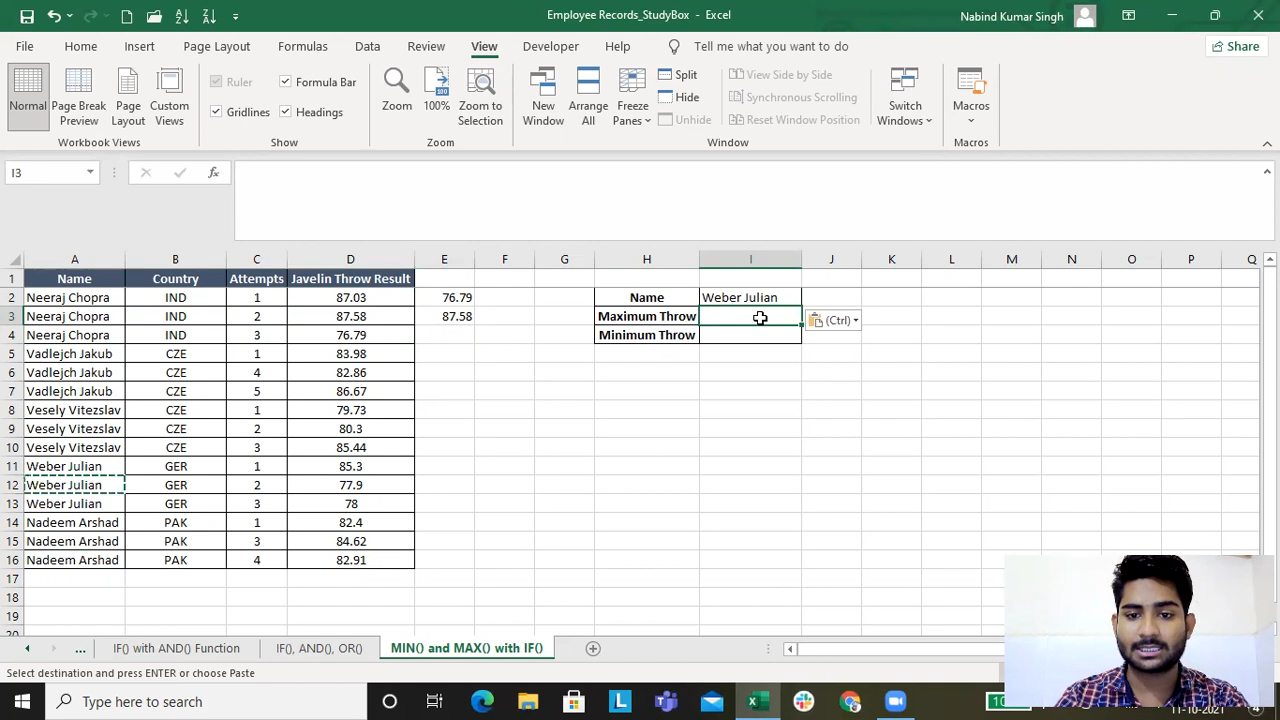 Employee Records_StudyBox - Excel
Nabind Kumar Singh
File Home Insert Page Layout Formulas Data Review View Developer Help Tell me what you want to do Share
Normal Page Break Preview Page Layout Custom Views
Workbook Views
Ruler Formula Bar
Gridlines Headings
Show
Zoom 100% Zoom to Selection
Zoom
New Window Arrange All Freeze Panes
Split
Hide
Unhide
View Side by Side
Synchronous Scrolling
Reset Window Position
Window
Switch Windows
Macros
Macros
I3 fx
A B C D E F G H I J K L M N O P Q
1 Name Country Attempts Javelin Throw Result
2 Neeraj Chopra IND 1 87.03 76.79 Name Weber Julian
3 Neeraj Chopra IND 2 87.58 87.58 Maximum Throw (Ctrl)
4 Neeraj Chopra IND 3 76.79 Minimum Throw
5 Vadlejch Jakub CZE 1 83.98
6 Vadlejch Jakub CZE 4 82.86
7 Vadlejch Jakub CZE 5 86.67
8 Vesely Vitezslav CZE 1 79.73
9 Vesely Vitezslav CZE 2 80.3
10 Vesely Vitezslav CZE 3 85.44
11 Weber Julian GER 1 85.3
12 Weber Julian GER 2 77.9
13 Weber Julian GER 3 78
14 Nadeem Arshad PAK 1 82.4
15 Nadeem Arshad PAK 3 84.62
16 Nadeem Arshad PAK 4 82.91
17
18
19
20
... IF() with AND() Function IF(), AND(), OR() MIN() and MAX() with IF()
Select destination and press ENTER or choose Paste
Type here to search
11-10-2021